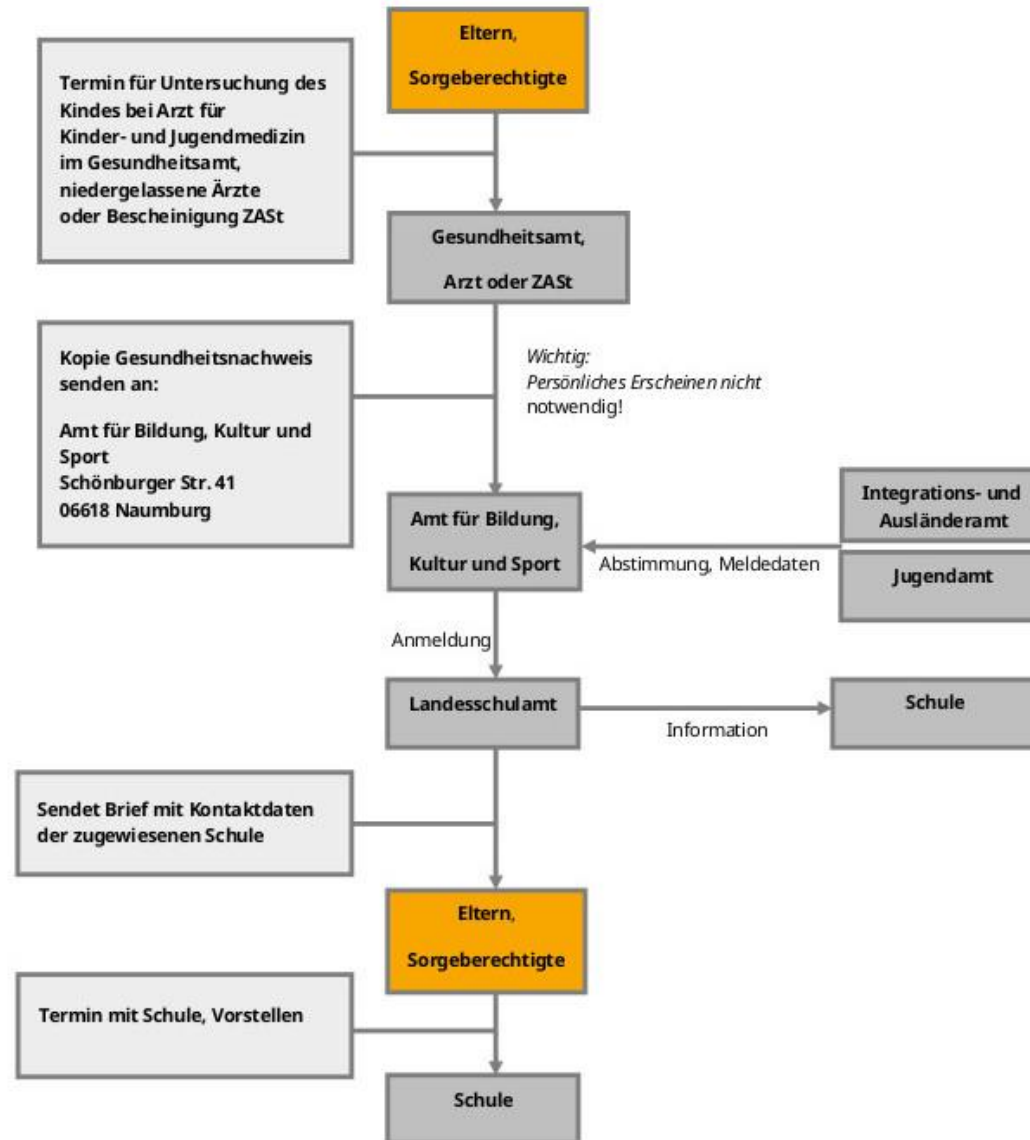 Eltern,
Sorgeberechtigte
Termin für Untersuchung des
Kindes bei Arzt für
Kinder- und Jugendmedizin
im Gesundheitsamt,
niedergelassene Ärzte
oder Bescheinigung ZASt
Gesundheitsamt,
Arzt oder ZASt
Kopie Gesundheitsnachweis
senden an:
Amt für Bildung, Kultur und
Sport
Schönburger Str. 41
06618 Naumburg
Wichtig:
Persönliches Erscheinen nicht
notwendig!
Amt für Bildung,
Kultur und Sport
Integrations- und
Ausländeramt
Abstimmung, Meldedaten
Jugendamt
Anmeldung
Landesschulamt
Information
Schule
Sendet Brief mit Kontaktdaten
der zugewiesenen Schule
Eltern,
Sorgeberechtigte
Termin mit Schule, Vorstellen
Schule